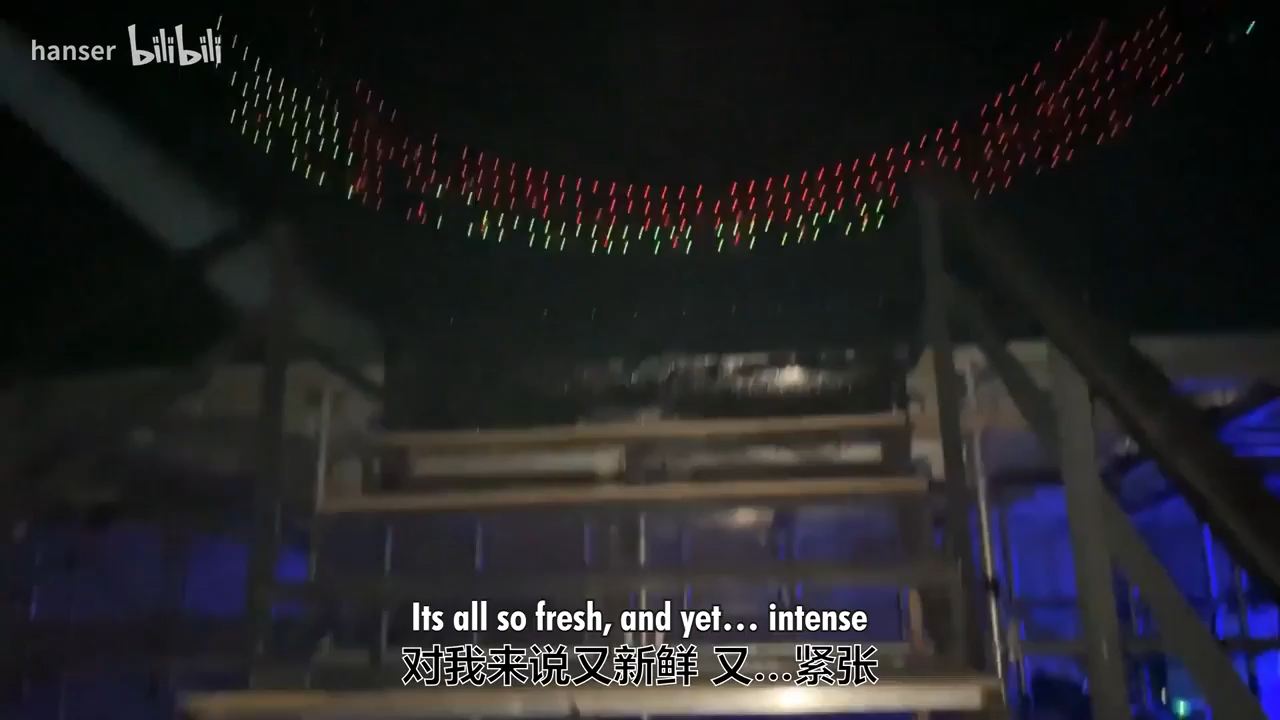 hanser bilibili
Its all so fresh, and yet... intense
对我来说又新鲜 又...紧张